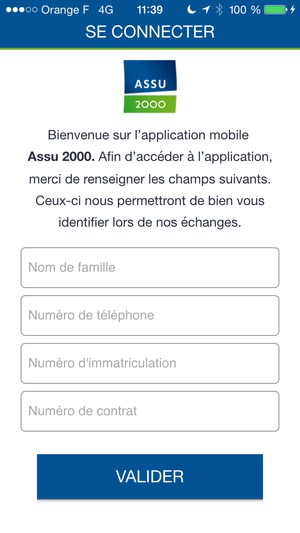 Orange F 4G 11:39 100 %
SE CONNECTER
ASSU
2000
Bienvenue sur l'application mobile
Assu 2000. Afin d'accéder à l'application,
merci de renseigner les champs suivants.
Ceux-ci nous permettront de bien vous
identifier lors de nos échanges.
Nom de famille
Numéro de téléphone
Numéro d'immatriculation
Numéro de contrat
VALIDER